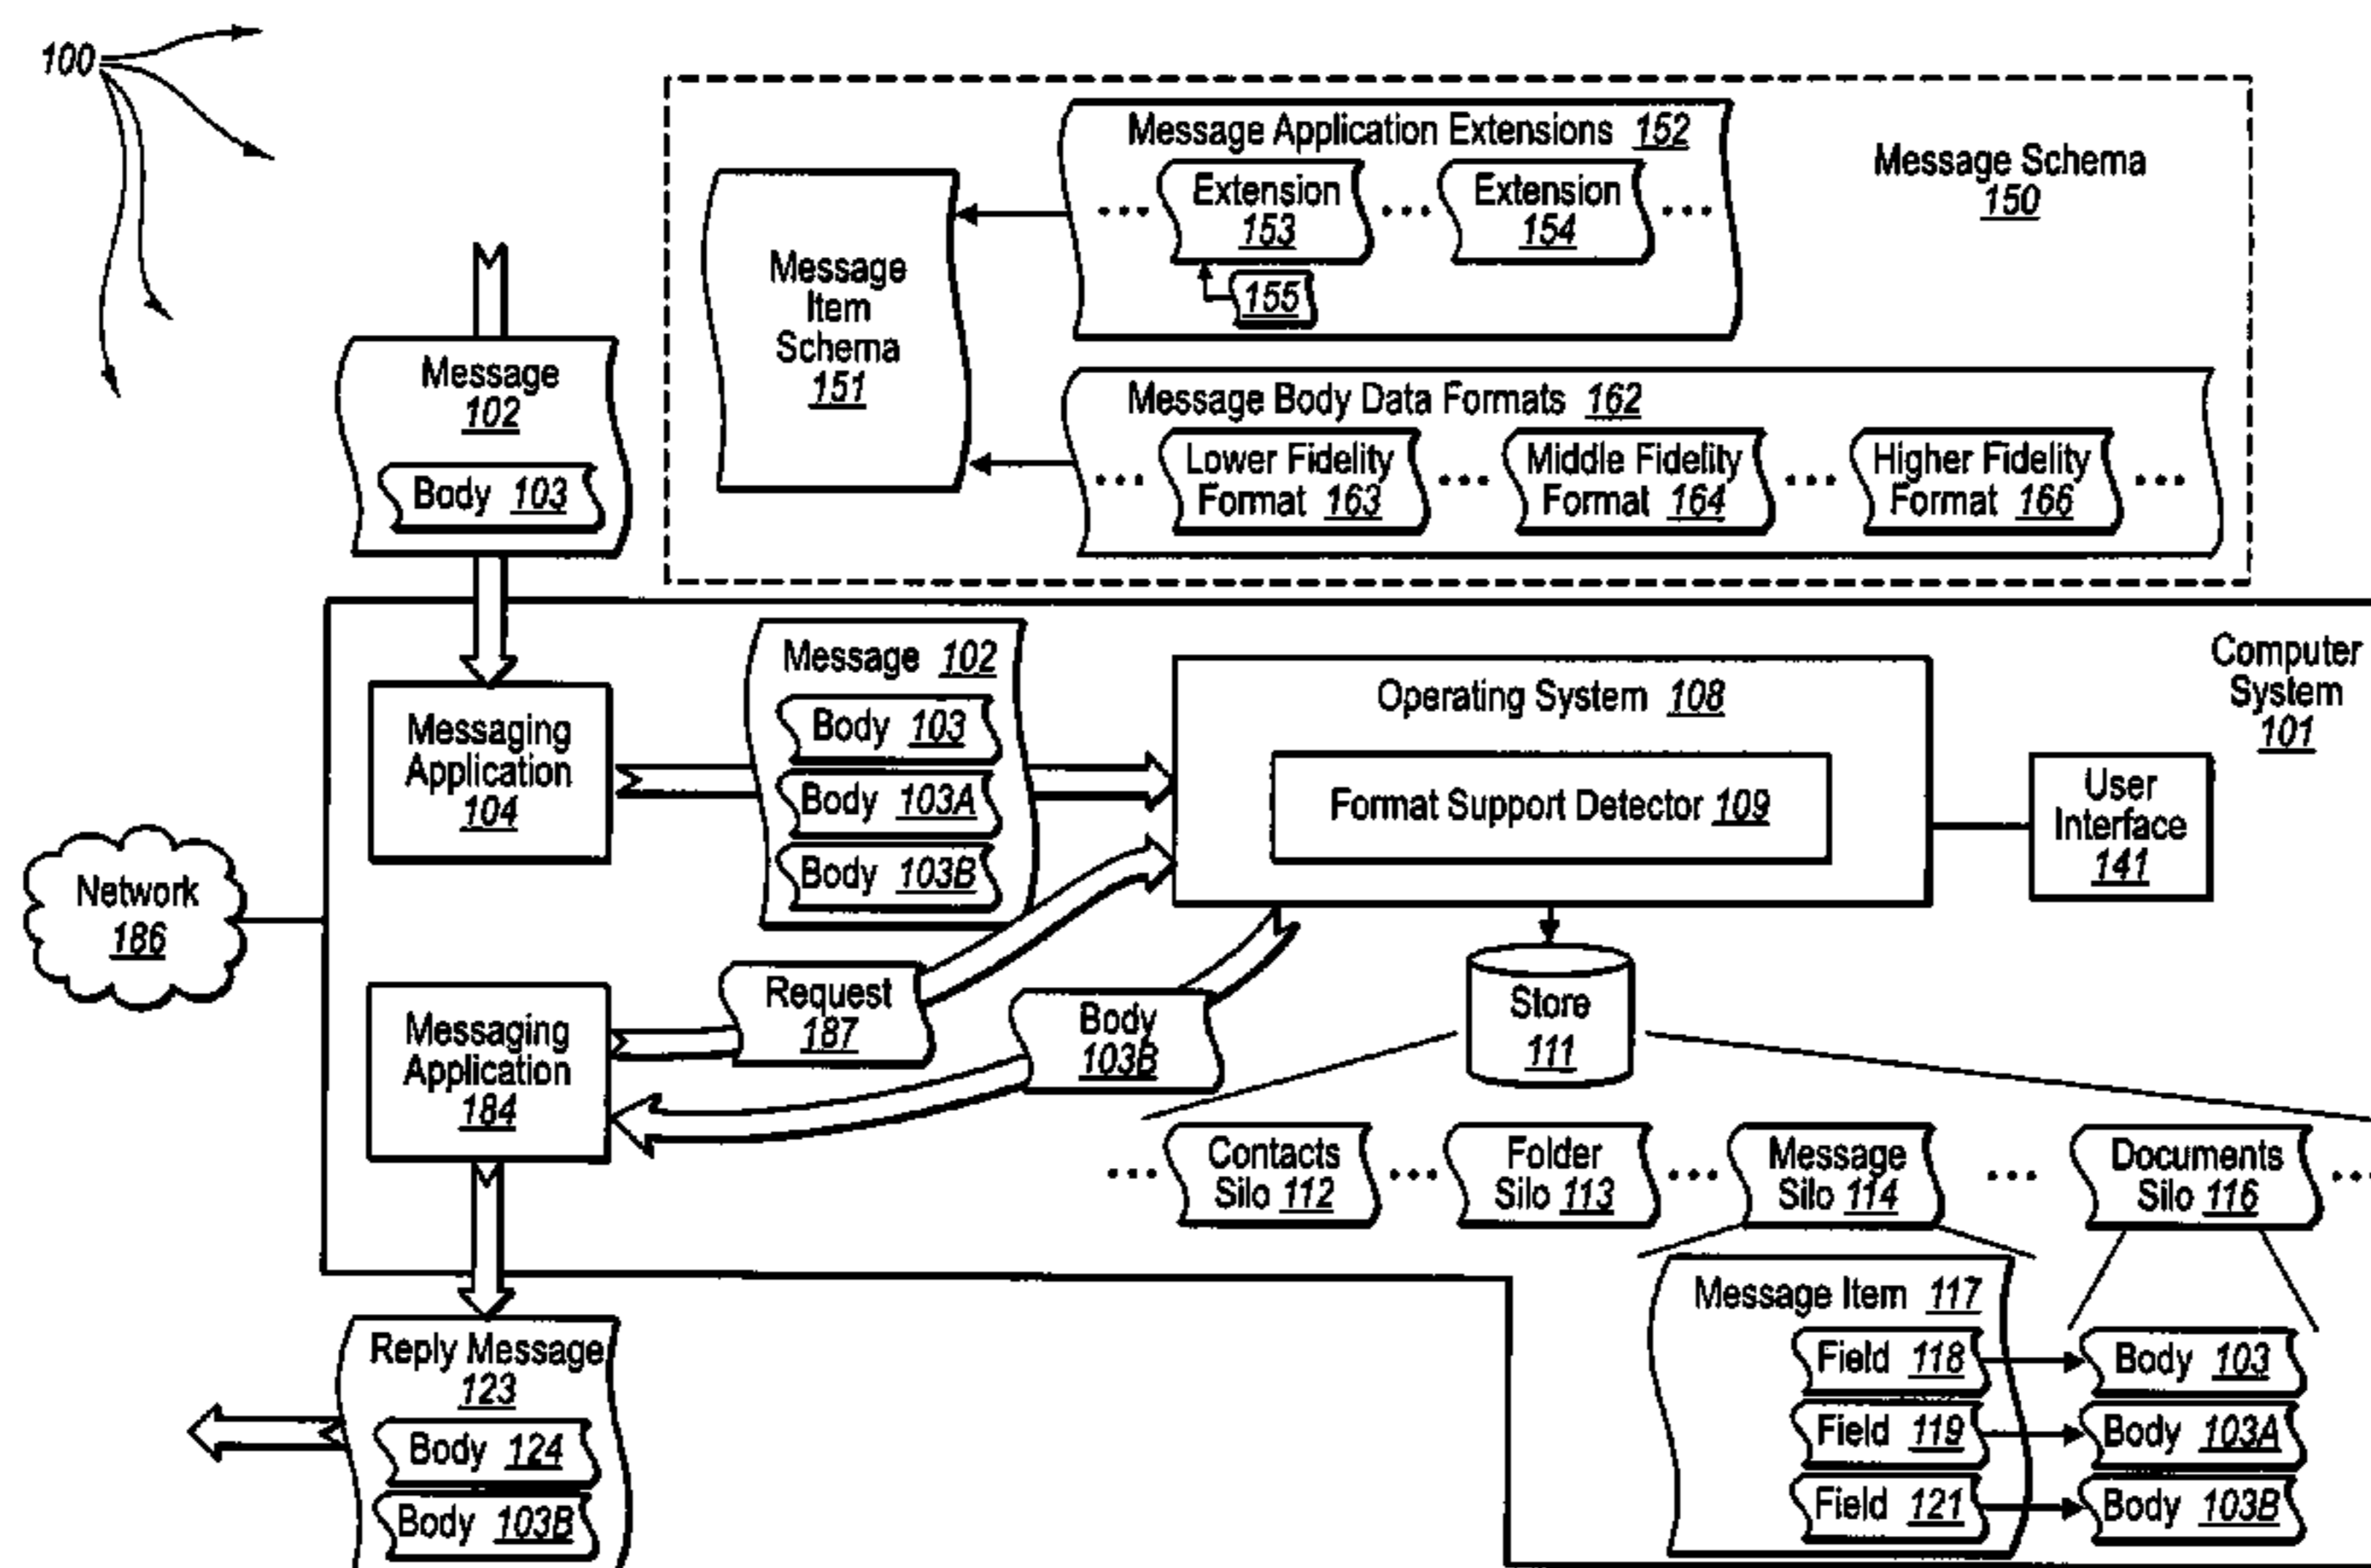 100
Message Application Extensions 152
... Extension 153 ... Extension 154 ...
155
Message Schema
150
Message
Item
Schema
151
Message Body Data Formats 162
... Lower Fidelity Format 163 ... Middle Fidelity Format 164 ... Higher Fidelity Format 166 ...
Message
102
Body 103
Computer
System
101
Messaging
Application
104
Message 102
Body 103
Body 103A
Body 103B
Operating System 108
Format Support Detector 109
User
Interface
141
Network
186
Messaging
Application
184
Request
187
Body
103B
Store
111
... Contacts Silo 112 ... Folder Silo 113 ... Message Silo 114 ... Documents Silo 116 ...
Message Item 117
Field 118
Body 103
Field 119
Body 103A
Field 121
Body 103B
Reply Message
123
Body 124
Body 103B